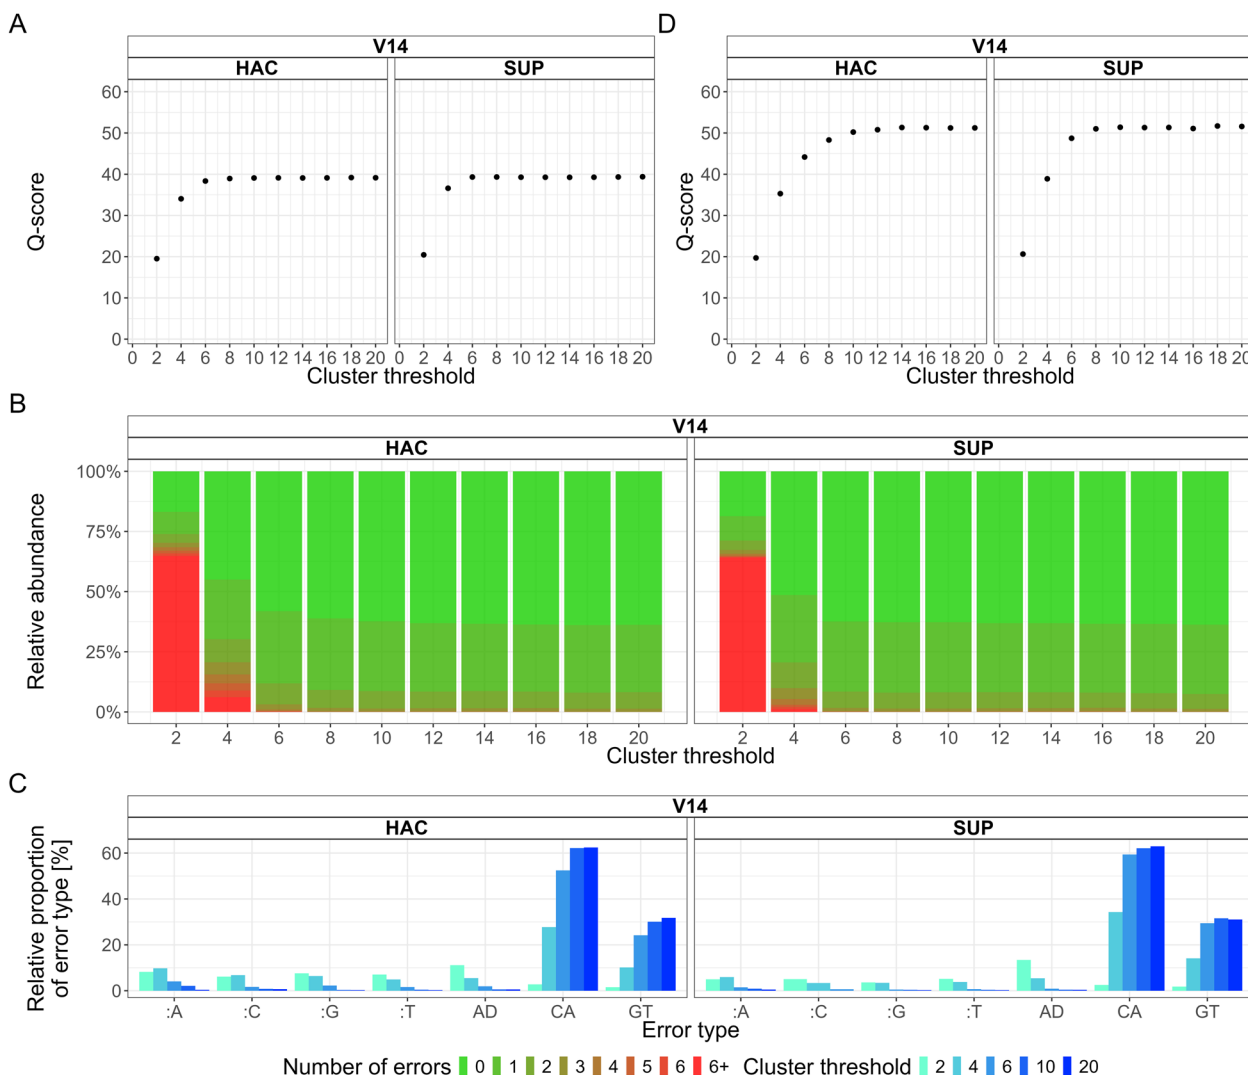 A
V14
HAC SUP
Q-score
60
50
40
30
20
10
0
0 2 4 6 8 10 12 14 16 18 20 0 2 4 6 8 10 12 14 16 18 20
Cluster threshold
D
V14
HAC SUP
Q-score
60
50
40
30
20
10
0
0 2 4 6 8 10 12 14 16 18 20 0 2 4 6 8 10 12 14 16 18 20
Cluster threshold
B
V14
HAC SUP
Relative abundance
100%
75%
50%
25%
0%
2 4 6 8 10 12 14 16 18 20 2 4 6 8 10 12 14 16 18 20
Cluster threshold
C
V14
HAC SUP
Relative proportion
of error type [%]
60
40
20
0
:A :C :G :T AD CA GT :A :C :G :T AD CA GT
Error type
Number of errors 0 1 2 3 4 5 6 6+ Cluster threshold 2 4 6 10 20